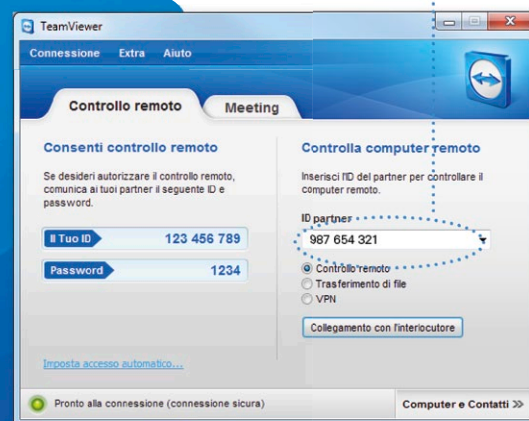 TeamViewer
Connessione Extra Aiuto
Controllo remoto
Meeting
Consenti controllo remoto
Se desideri autorizzare il controllo remoto,
comunica ai tuoi partner il seguente ID e
password.
Il Tuo ID 123 456 789
Password 1234
Imposta accesso automatico...
Controlla computer remoto
Inserisci l'ID del partner per controllare il
computer remoto.
ID partner
987 654 321
Controllo remoto
Trasferimento di file
VPN
Collegamento con l'interlocutore
Pronto alla connessione (connessione sicura)
Computer e Contatti >>